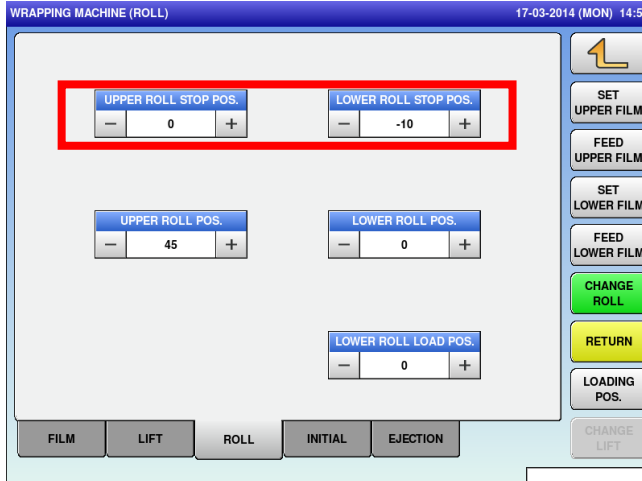 WRAPPING MACHINE (ROLL) 17-03-2014 (MON) 14:5
UPPER ROLL STOP POS. LOWER ROLL STOP POS.
— 0 + — -10 +
UPPER ROLL POS. LOWER ROLL POS.
— 45 + — 0 +
LOWER ROLL LOAD POS.
— 0 +
SET
UPPER FILM
FEED
UPPER FILM
SET
LOWER FILM
FEED
LOWER FILM
CHANGE
ROLL
RETURN
LOADING
POS.
CHANGE
LIFT
FILM LIFT ROLL INITIAL EJECTION